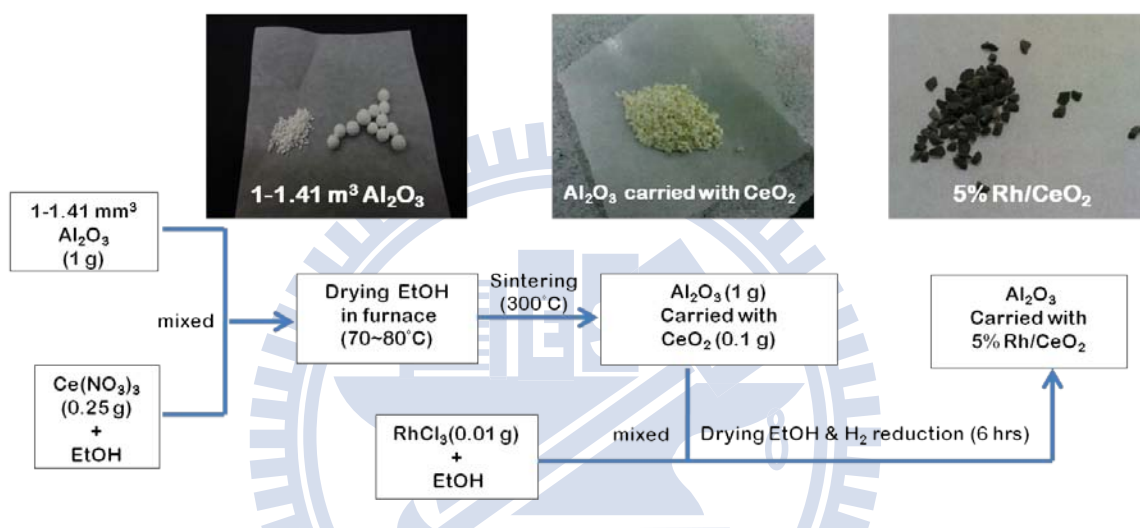 1-1.41 m³ Al₂O₃
Al₂O₃ carried with CeO₂
5% Rh/CeO₂
1-1.41 mm³
Al₂O₃
(1 g)
mixed
Ce(NO₃)₃
(0.25 g)
+
EtOH
Drying EtOH
in furnace
(70~80°C)
Sintering
(300°C)
Al₂O₃ (1 g)
Carried with
CeO₂ (0.1 g)
RhCl₃(0.01 g)
+
EtOH
mixed
Drying EtOH & H₂ reduction (6 hrs)
Al₂O₃
Carried with
5% Rh/CeO₂